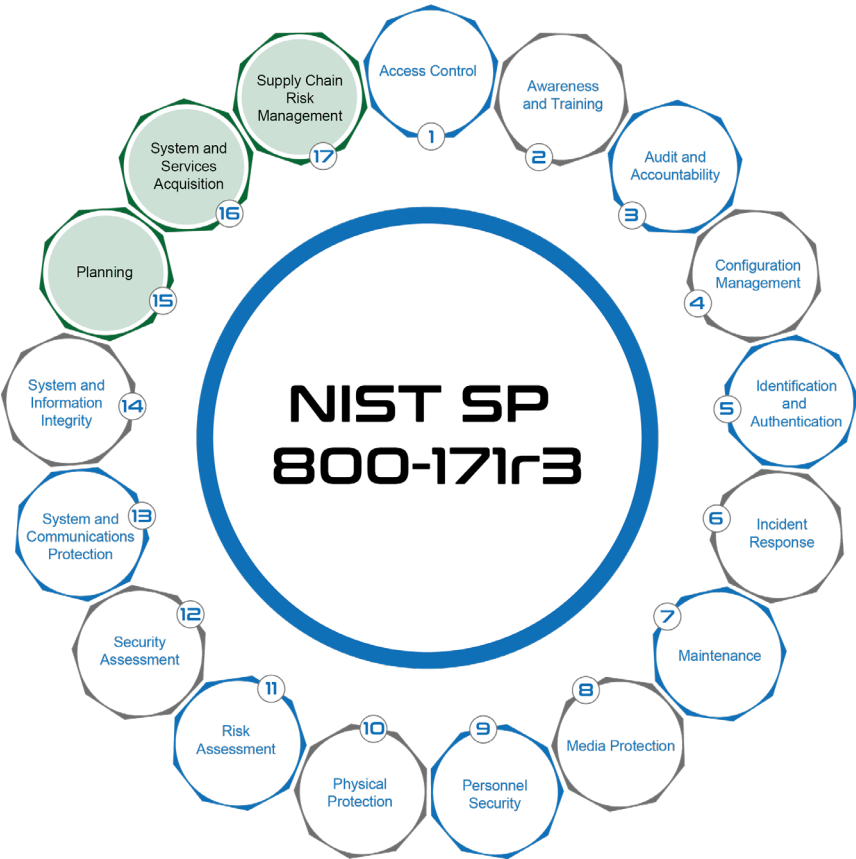 NIST SP
800-171r3
Access Control
1
Awareness
and Training
2
Audit and
Accountability
3
Configuration
Management
4
Identification
and
Authentication
5
Incident
Response
6
Maintenance
7
Media Protection
8
Personnel
Security
9
Physical
Protection
10
Risk
Assessment
11
Security
Assessment
12
System and
Communications
Protection
13
System and
Information
Integrity
14
Planning
15
System and
Services
Acquisition
16
Supply Chain
Risk
Management
17